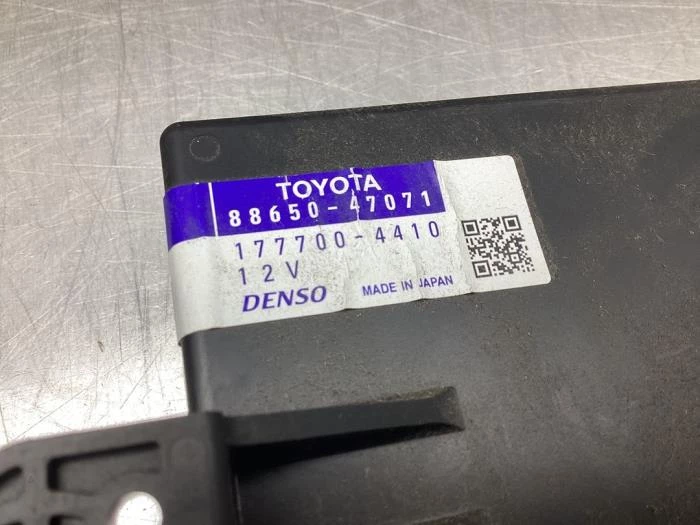 TOYOTA
88650-47071
177700-4410
12V
DENSO MADE IN JAPAN